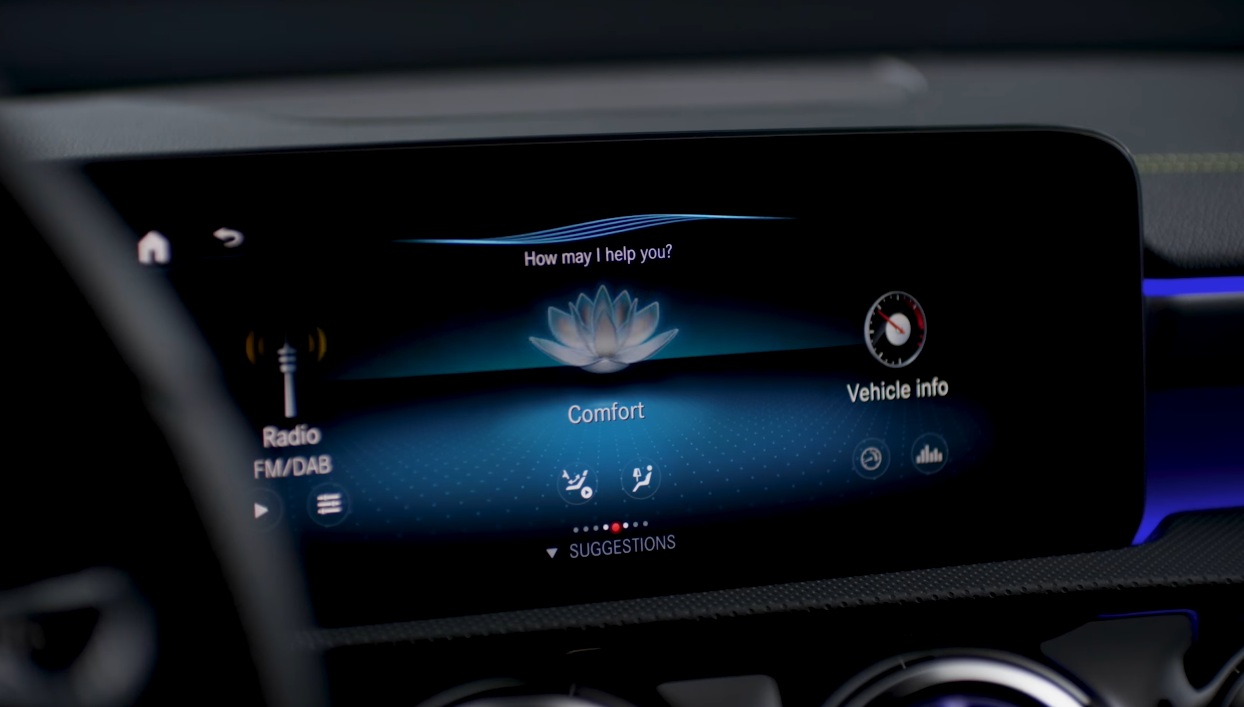 How may I help you?
Radio
FM/DAB
Comfort
Vehicle info
SUGGESTIONS